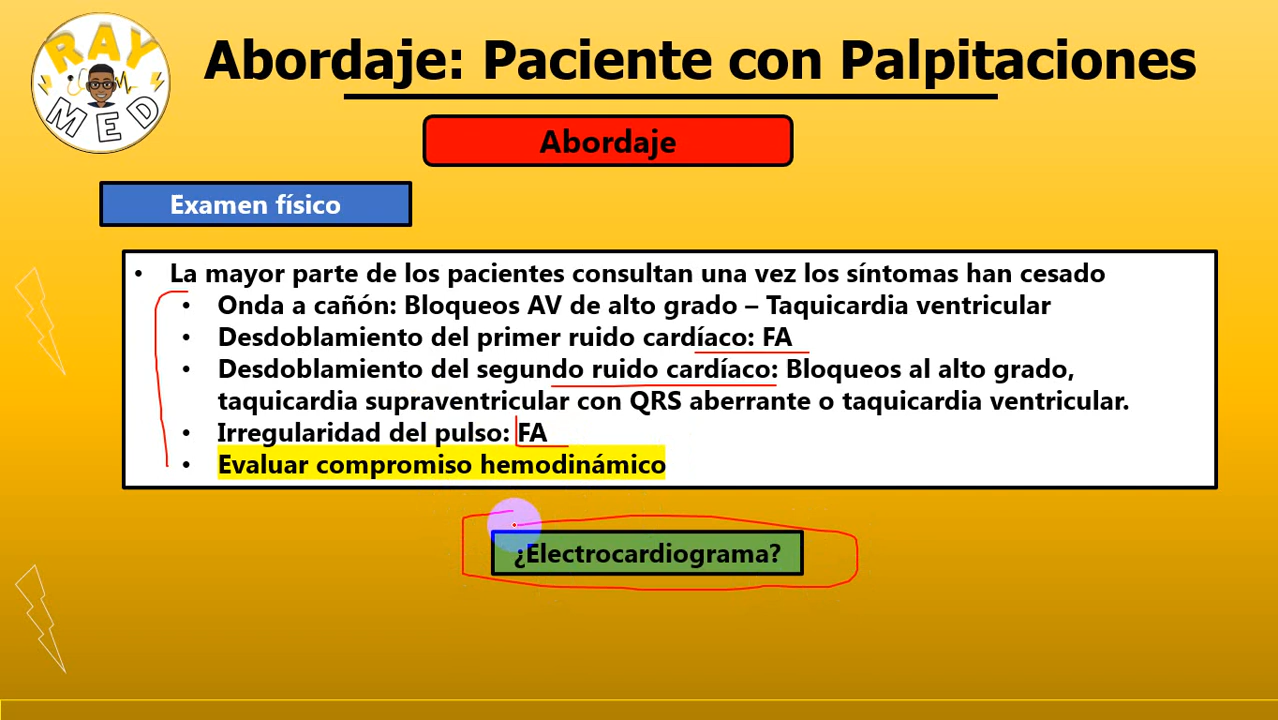 RAY
MED
Abordaje: Paciente con Palpitaciones
Abordaje
Examen físico
• La mayor parte de los pacientes consultan una vez los síntomas han cesado
• Onda a cañón: Bloqueos AV de alto grado – Taquicardia ventricular
• Desdoblamiento del primer ruido cardíaco: FA
• Desdoblamiento del segundo ruido cardíaco: Bloqueos al alto grado,
taquicardia supraventricular con QRS aberrante o taquicardia ventricular.
• Irregularidad del pulso: FA
• Evaluar compromiso hemodinámico
¿Electrocardiograma?